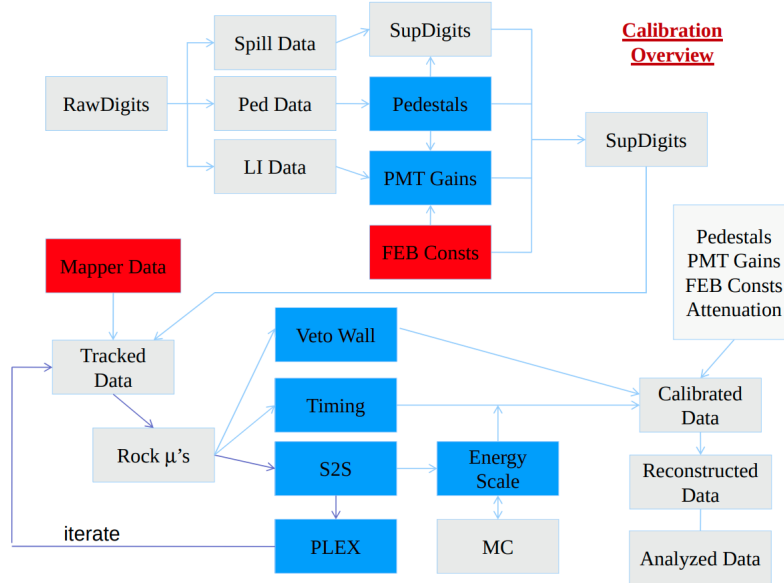 Calibration
Overview
Spill Data
SupDigits
RawDigits
Ped Data
Pedestals
SupDigits
LI Data
PMT Gains
FEB Consts
Mapper Data
Pedestals
PMT Gains
FEB Consts
Attenuation
Veto Wall
Tracked
Data
Timing
Calibrated
Data
Rock μ's
S2S
Energy
Scale
Reconstructed
Data
iterate
PLEX
MC
Analyzed Data